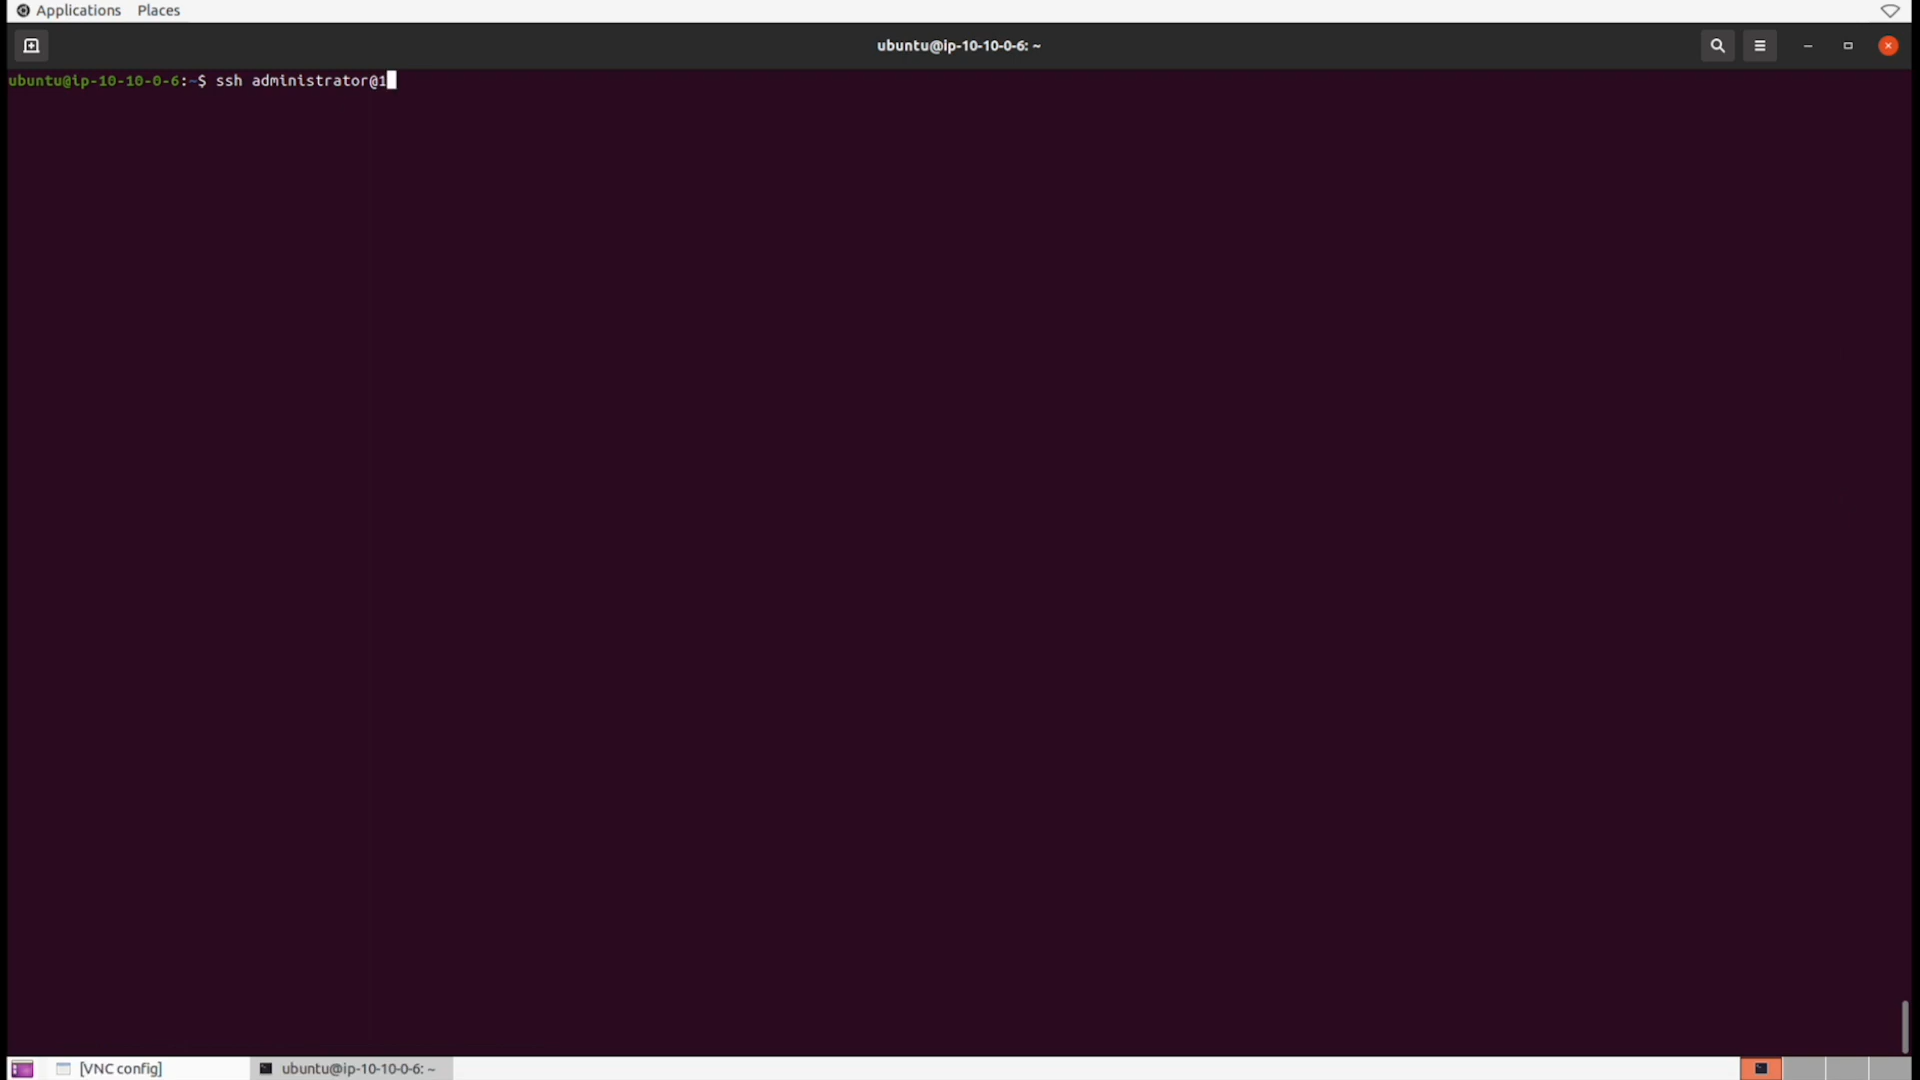 Applications Places
ubuntu@ip-10-10-0-6: ~
ubuntu@ip-10-10-0-6:~$ ssh administrator@1
[VNC config] ubuntu@ip-10-10-0-6: ~